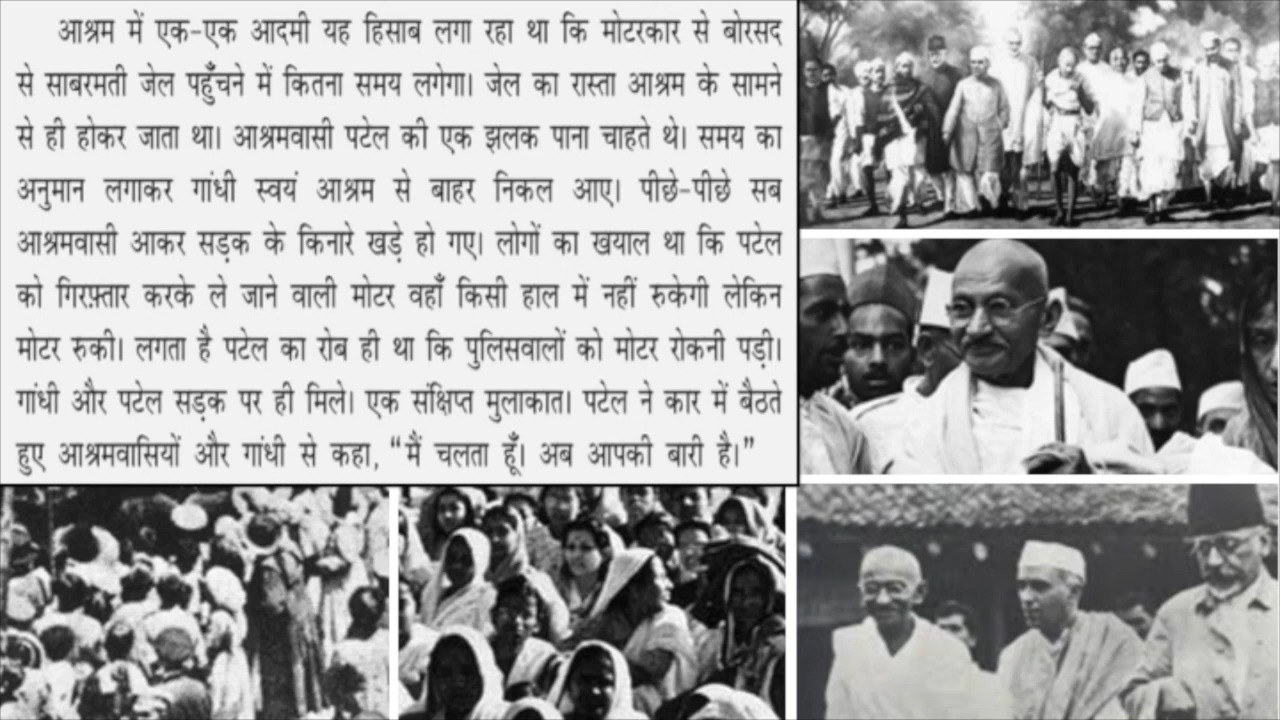 आश्रम में एक-एक आदमी यह हिसाब लगा रहा था कि मोटरकार से बोरसद
से साबरमती जेल पहुँचने में कितना समय लगेगा। जेल का रास्ता आश्रम के सामने
से ही होकर जाता था। आश्रमवासी पटेल की एक झलक पाना चाहते थे। समय का
अनुमान लगाकर गांधी स्वयं आश्रम से बाहर निकल आए। पीछे-पीछे सब
आश्रमवासी आकर सड़क के किनारे खड़े हो गए। लोगों का खयाल था कि पटेल
को गिरफ़्तार करके ले जाने वाली मोटर वहाँ किसी हाल में नहीं रुकेगी लेकिन
मोटर रुकी। लगता है पटेल का रोब ही था कि पुलिसवालों को मोटर रोकनी पड़ी।
गांधी और पटेल सड़क पर ही मिले। एक संक्षिप्त मुलाकात। पटेल ने कार में बैठते
हुए आश्रमवासियों और गांधी से कहा, “मैं चलता हूँ। अब आपकी बारी है।”